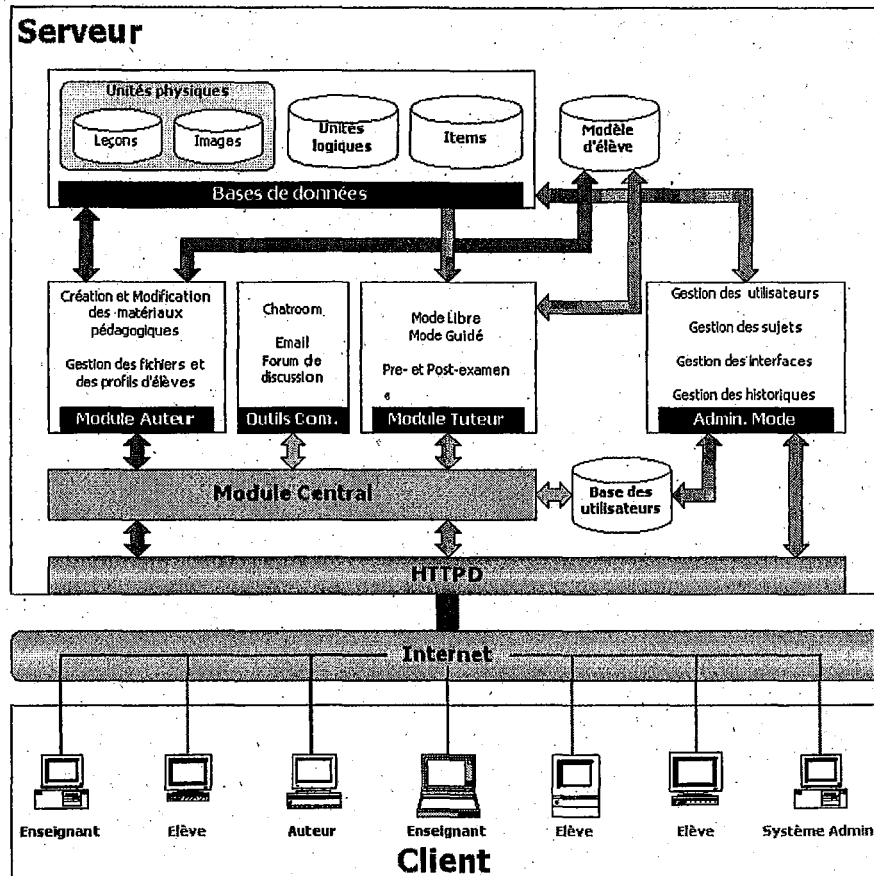 Serveur
Unités physiques
Leçons
Images
Unités
logiques
Items
Modèle
d'élève
Bases de données
Création et Modification
des matériaux
pédagogiques
Gestion des fichiers et
des profils d'élèves
Module Auteur
Chatroom
Email
Forum de
discussion
Outils Com.
Mode Libre
Mode Guidé
Pre- et Post-examen
Module Tuteur
Gestion des utilisateurs
Gestion des sujets
Gestion des interfaces
Gestion des historiques
Admin. Mode
Module Central
Base des
utilisateurs
HTTPD
Internet
Enseignant
Elève
Auteur
Enseignant
Elève
Elève
Système Admin
Client